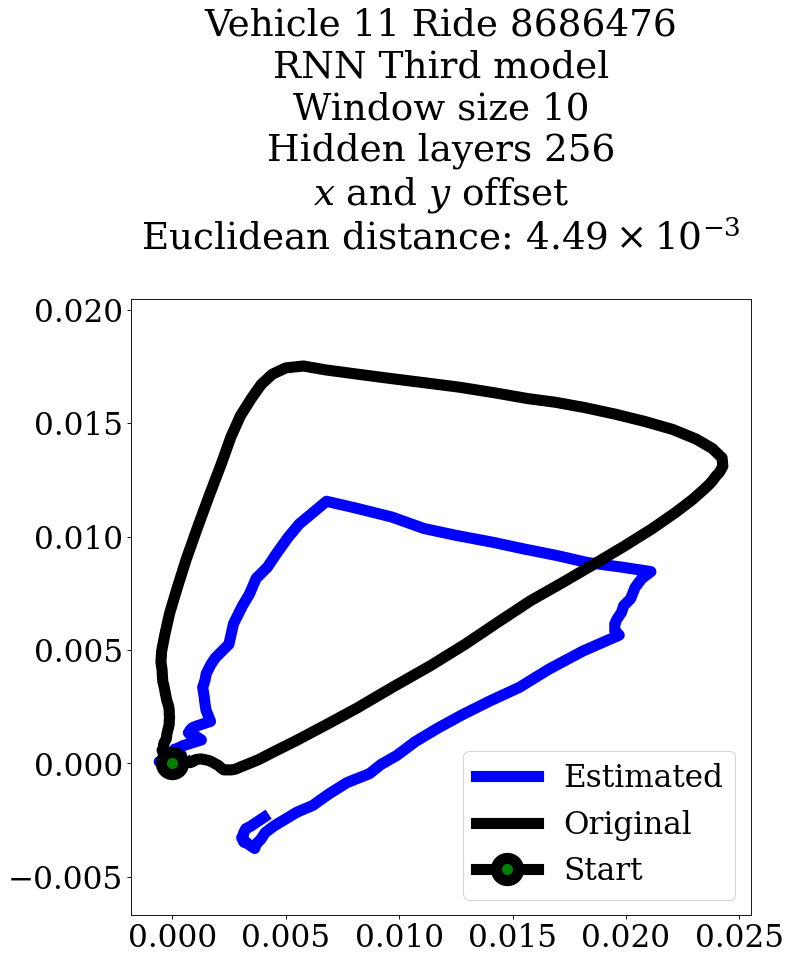 Vehicle 11 Ride 8686476
RNN Third model
Window size 10
Hidden layers 256
x and y offset
Euclidean distance: 4.49 × 10⁻³
0.020
0.015
0.010
0.005
0.000
−0.005
Estimated
Original
Start
0.000 0.005 0.010 0.015 0.020 0.025